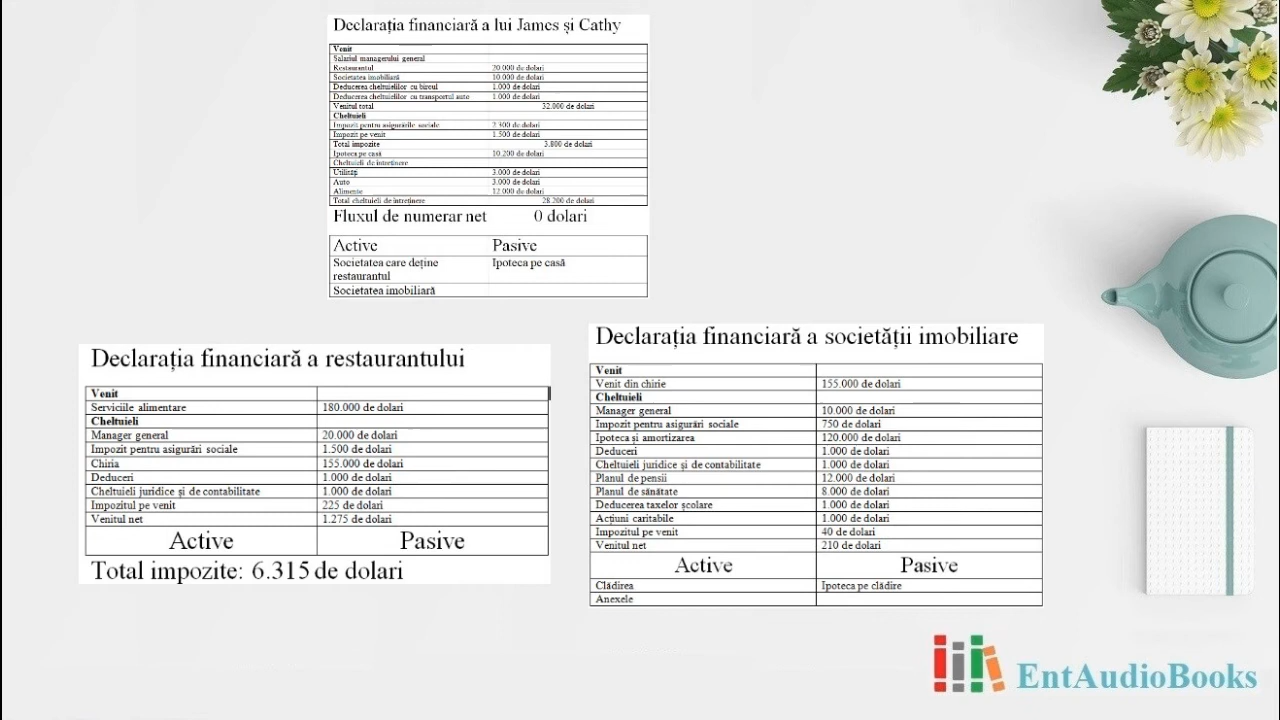 Declarația financiară a lui James și Cathy
Venit
Salariul managerului general
Restaurantul 20.000 de dolari
Societatea imobiliară 10.000 de dolari
Deducerea cheltuielilor cu biroul 1.000 de dolari
Deducerea cheltuielilor cu transportul auto 1.000 de dolari
Venitul total 32.000 de dolari
Cheltuieli
Impozit pentru asigurările sociale 2.300 de dolari
Impozit pe venit 1.500 de dolari
Total impozite 3.800 de dolari
Ipoteca pe casă 10.200 de dolari
Cheltuieli de întreținere
Utilități 3.000 de dolari
Auto 3.000 de dolari
Alimente 12.000 de dolari
Total cheltuieli de întreținere 28.200 de dolari
Fluxul de numerar net 0 dolari
Active Pasive
Societatea care deține Ipoteca pe casă
restaurantul
Societatea imobiliară
Declarația financiară a restaurantului
Venit
Serviciile alimentare 180.000 de dolari
Cheltuieli
Manager general 20.000 de dolari
Impozit pentru asigurări sociale 1.500 de dolari
Chiria 155.000 de dolari
Deduceri 1.000 de dolari
Cheltuieli juridice și de contabilitate 1.000 de dolari
Impozitul pe venit 225 de dolari
Venitul net 1.275 de dolari
Active Pasive
Total impozite: 6.315 de dolari
Declarația financiară a societății imobiliare
Venit
Venit din chirie 155.000 de dolari
Cheltuieli
Manager general 10.000 de dolari
Impozit pentru asigurări sociale 750 de dolari
Ipoteca și amortizarea 120.000 de dolari
Deduceri 1.000 de dolari
Cheltuieli juridice și de contabilitate 1.000 de dolari
Planul de pensii 12.000 de dolari
Planul de sănătate 8.000 de dolari
Deducerea taxelor școlare 1.000 de dolari
Acțiuni caritabile 1.000 de dolari
Impozitul pe venit 40 de dolari
Venitul net 210 de dolari
Active Pasive
Clădirea Ipoteca pe clădire
Anexele
EntAudioBooks